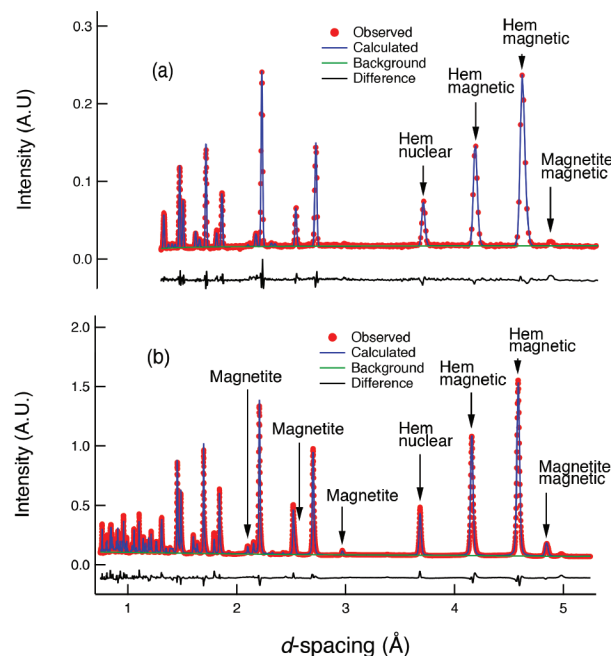 Observed
Calculated
Background
Difference
(a)
Hem
magnetic
Hem
magnetic
Hem
nuclear
Magnetite
magnetic
0.3
0.2
0.1
0.0
Intensity (A.U)
Observed
Calculated
Background
Difference
(b)
Magnetite
Magnetite
Magnetite
Hem
nuclear
Hem
magnetic
Hem
magnetic
Magnetite
magnetic
2.0
1.5
1.0
0.5
0.0
Intensity (A.U.)
1 2 3 4 5
d-spacing (Å)